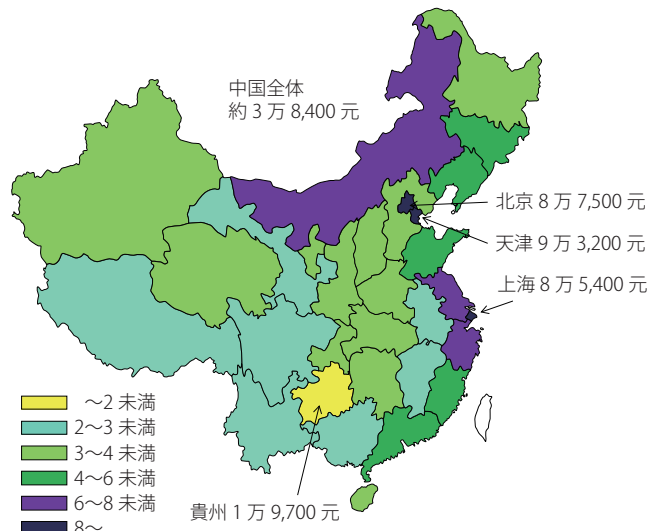 中国全体
約 3 万 8,400 元
北京 8 万 7,500 元
天津 9 万 3,200 元
上海 8 万 5,400 元
～2 未満
2～3 未満
3～4 未満
4～6 未満
6～8 未満
8～
貴州 1 万 9,700 元